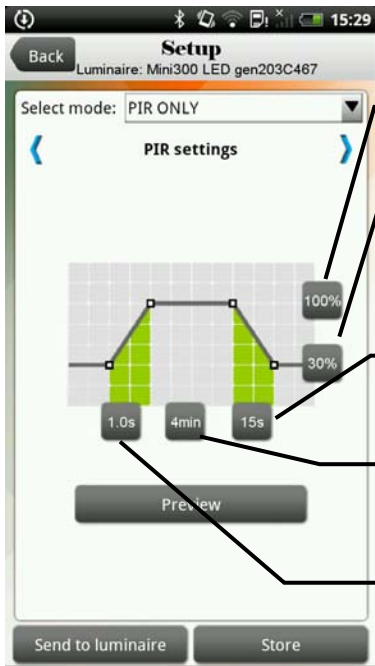 15:29
Back
Setup
Luminaire: Mini300 LED gen203C467
Select mode: PIR ONLY
PIR settings
100%
30%
1.0s 4min 15s
Preview
Send to luminaire Store